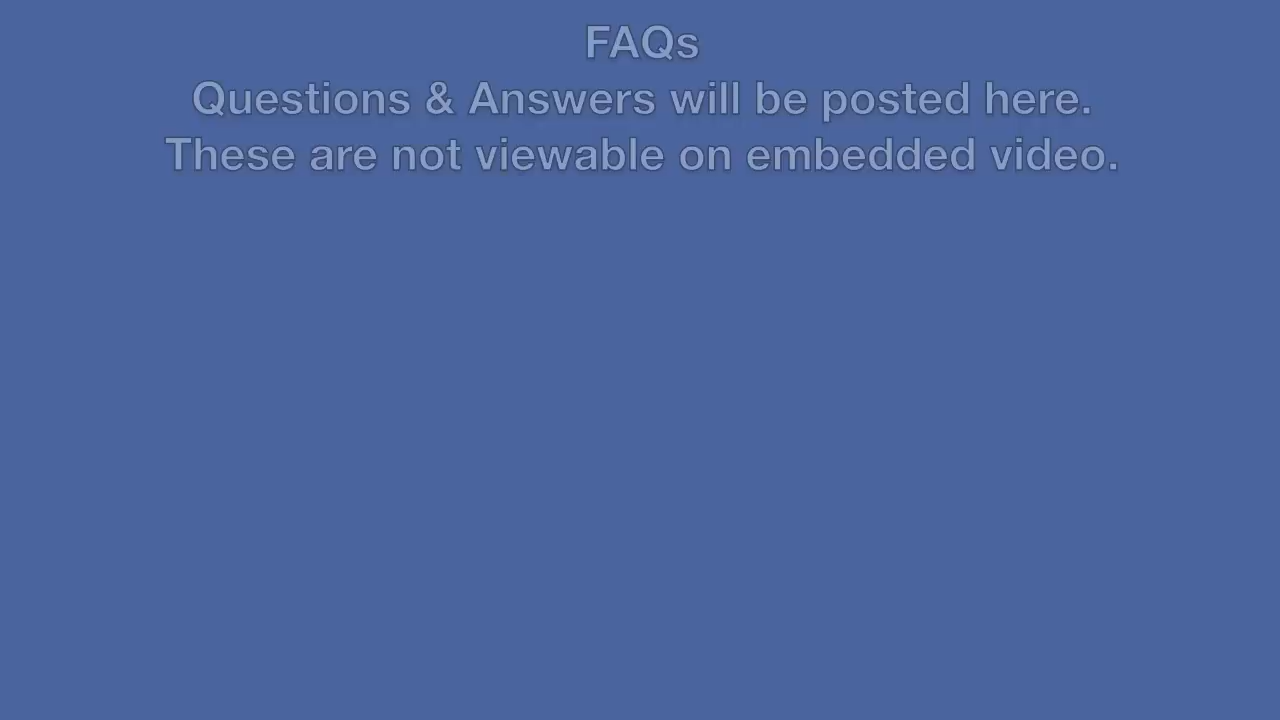 FAQs
Questions & Answers will be posted here.
These are not viewable on embedded video.